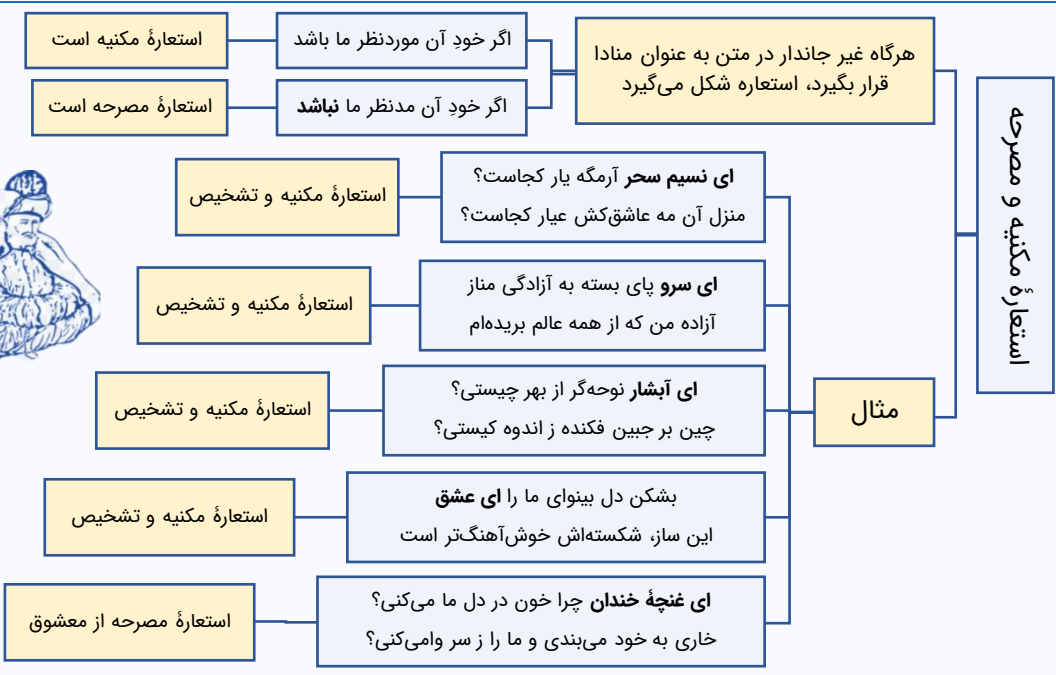 استعارهٔ مکنیه و مصرحه
هرگاه غیر جاندار در متن به عنوان منادا
قرار بگیرد، استعاره شکل می‌گیرد
اگر خودِ آن موردنظر ما باشد
استعارهٔ مکنیه است
اگر خودِ آن مدنظر ما نباشد
استعارهٔ مصرحه است
مثال
ای نسیم سحر آرمگه یار کجاست؟
منزل آن مه عاشق‌کش عیار کجاست؟
استعارهٔ مکنیه و تشخیص
ای سرو پای بسته به آزادگی مناز
آزاده من که از همه عالم بریده‌ام
استعارهٔ مکنیه و تشخیص
ای آبشار نوحه‌گر از بهر چیستی؟
چین بر جبین فکنده ز اندوه کیستی؟
استعارهٔ مکنیه و تشخیص
بشکن دل بینوای ما را ای عشق
این ساز، شکسته‌اش خوش‌آهنگ‌تر است
استعارهٔ مکنیه و تشخیص
ای غنچهٔ خندان چرا خون در دل ما می‌کنی؟
خاری به خود می‌بندی و ما را ز سر وامی‌کنی؟
استعارهٔ مصرحه از معشوق